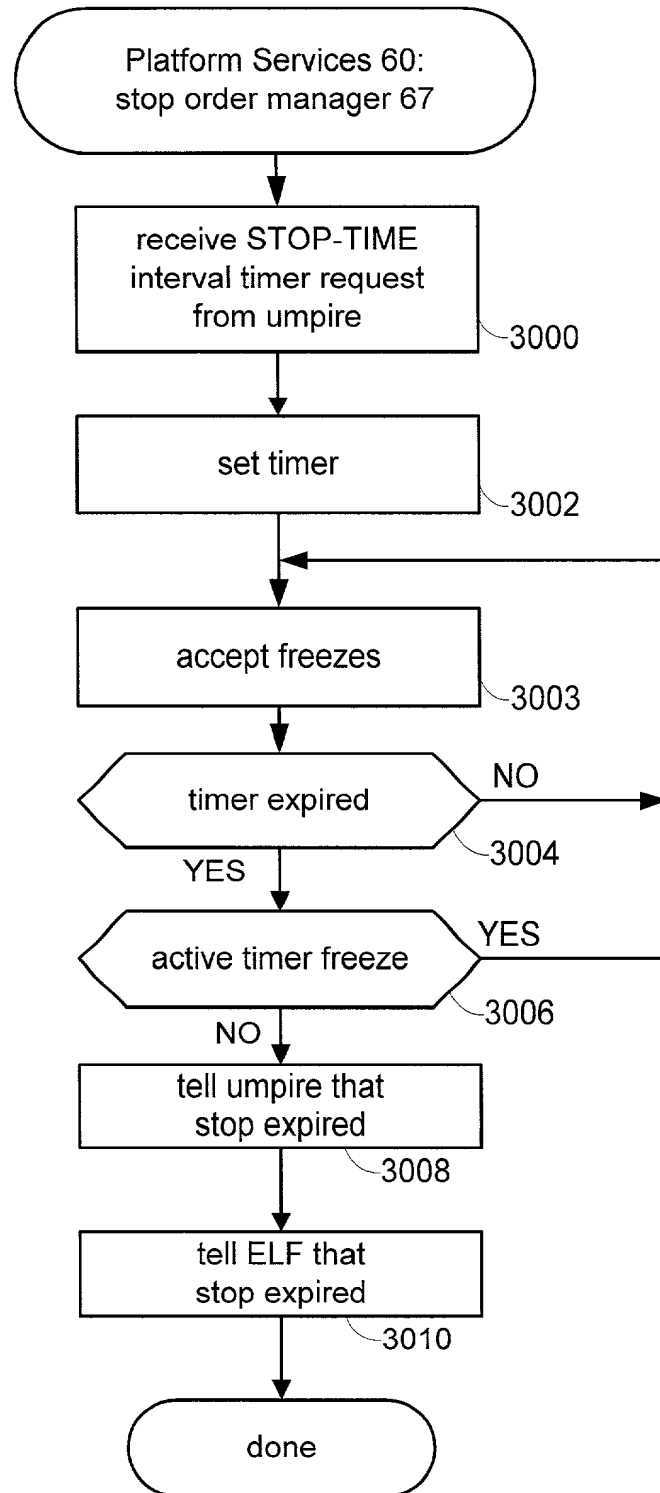 Platform Services 60:
stop order manager 67
receive STOP-TIME
interval timer request
from umpire
3000
set timer
3002
accept freezes
3003
timer expired
NO
3004
YES
active timer freeze
YES
3006
NO
tell umpire that
stop expired
3008
tell ELF that
stop expired
3010
done